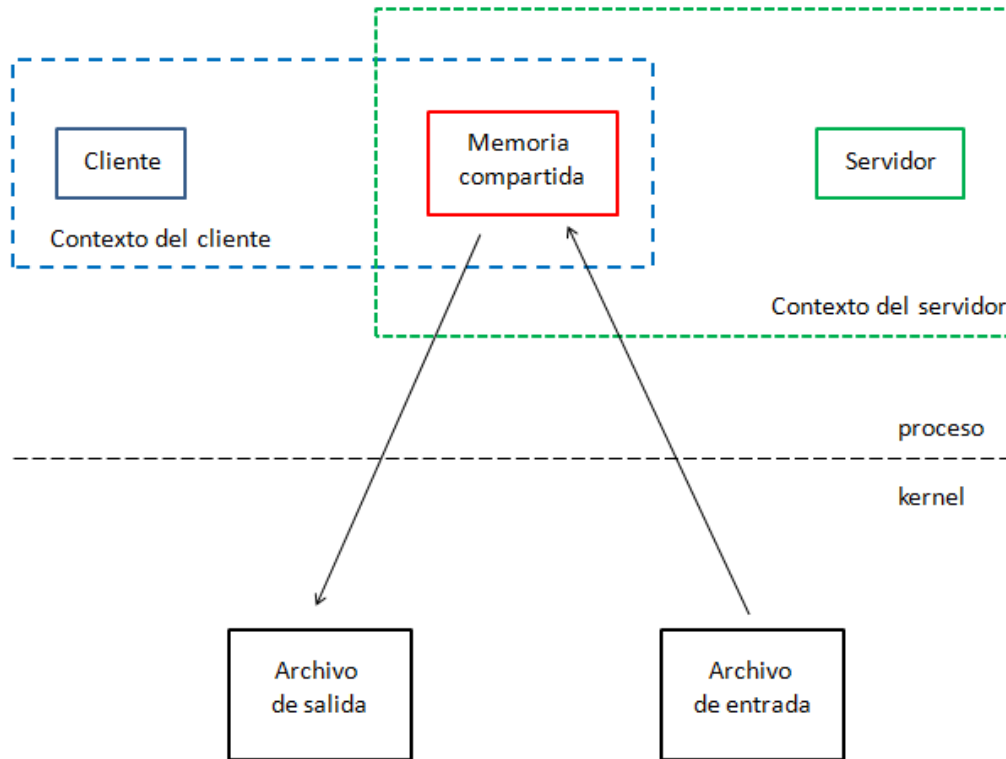 Cliente
Memoria
compartida
Servidor
Contexto del cliente
Contexto del servidor
proceso
kernel
Archivo
de salida
Archivo
de entrada